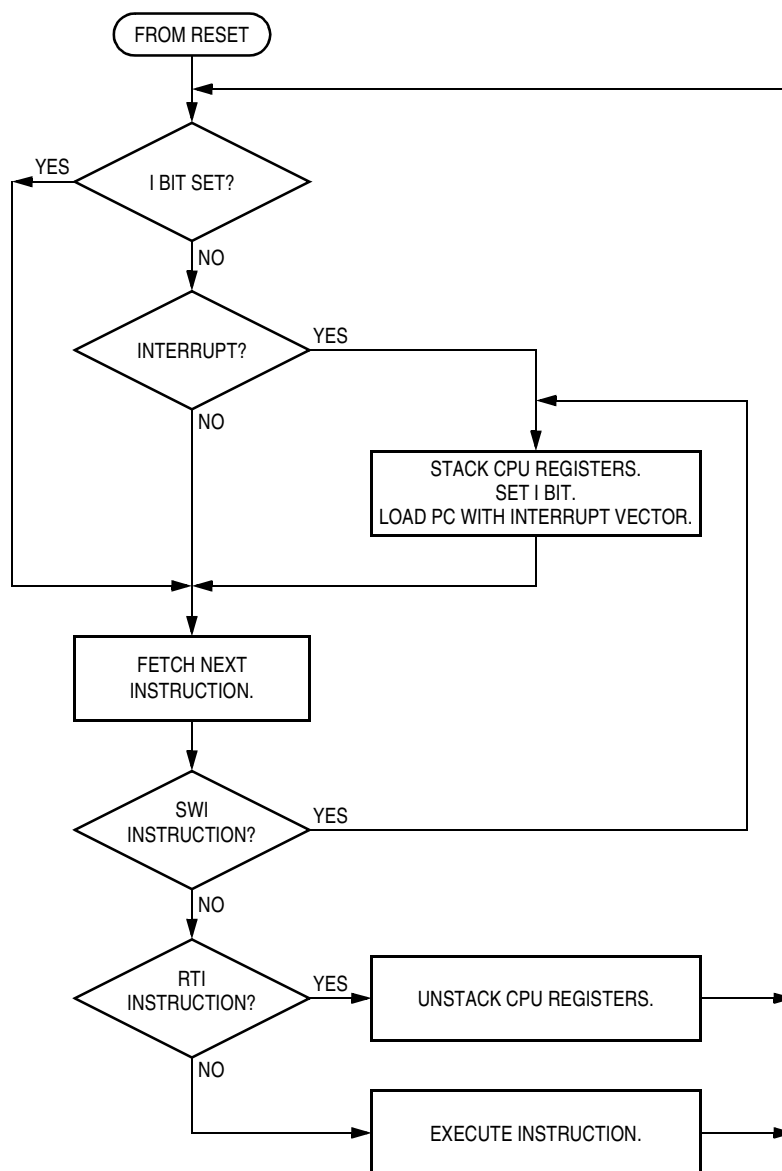 FROM RESET
YES
I BIT SET?
NO
INTERRUPT?
YES
NO
STACK CPU REGISTERS.
SET I BIT.
LOAD PC WITH INTERRUPT VECTOR.
FETCH NEXT
INSTRUCTION.
SWI
INSTRUCTION?
YES
NO
RTI
INSTRUCTION?
YES
UNSTACK CPU REGISTERS.
NO
EXECUTE INSTRUCTION.